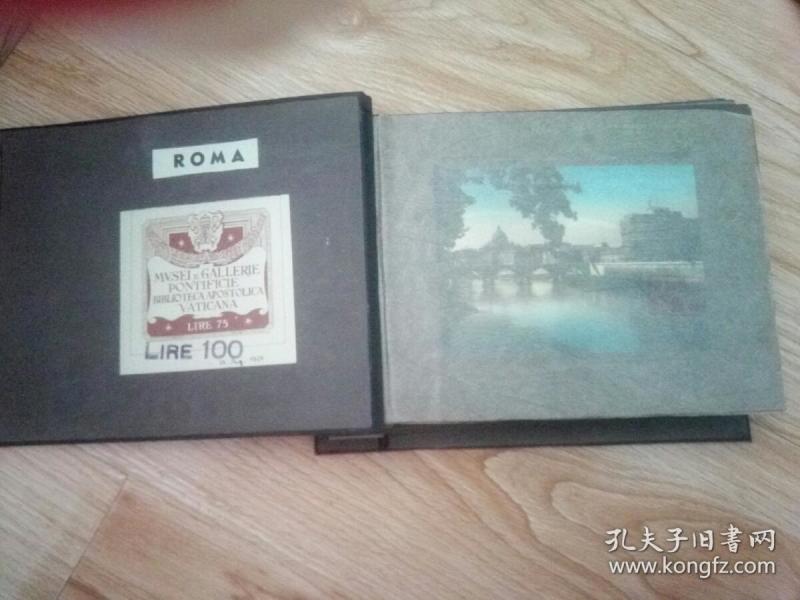 ROMA
MVSEI E GALLERIE
PONTIFICIE
BIBLIOTECA APOSTOLICA
VATICANA
LIRE 75
LIRE 100
孔夫子旧书网
www.kongfz.com